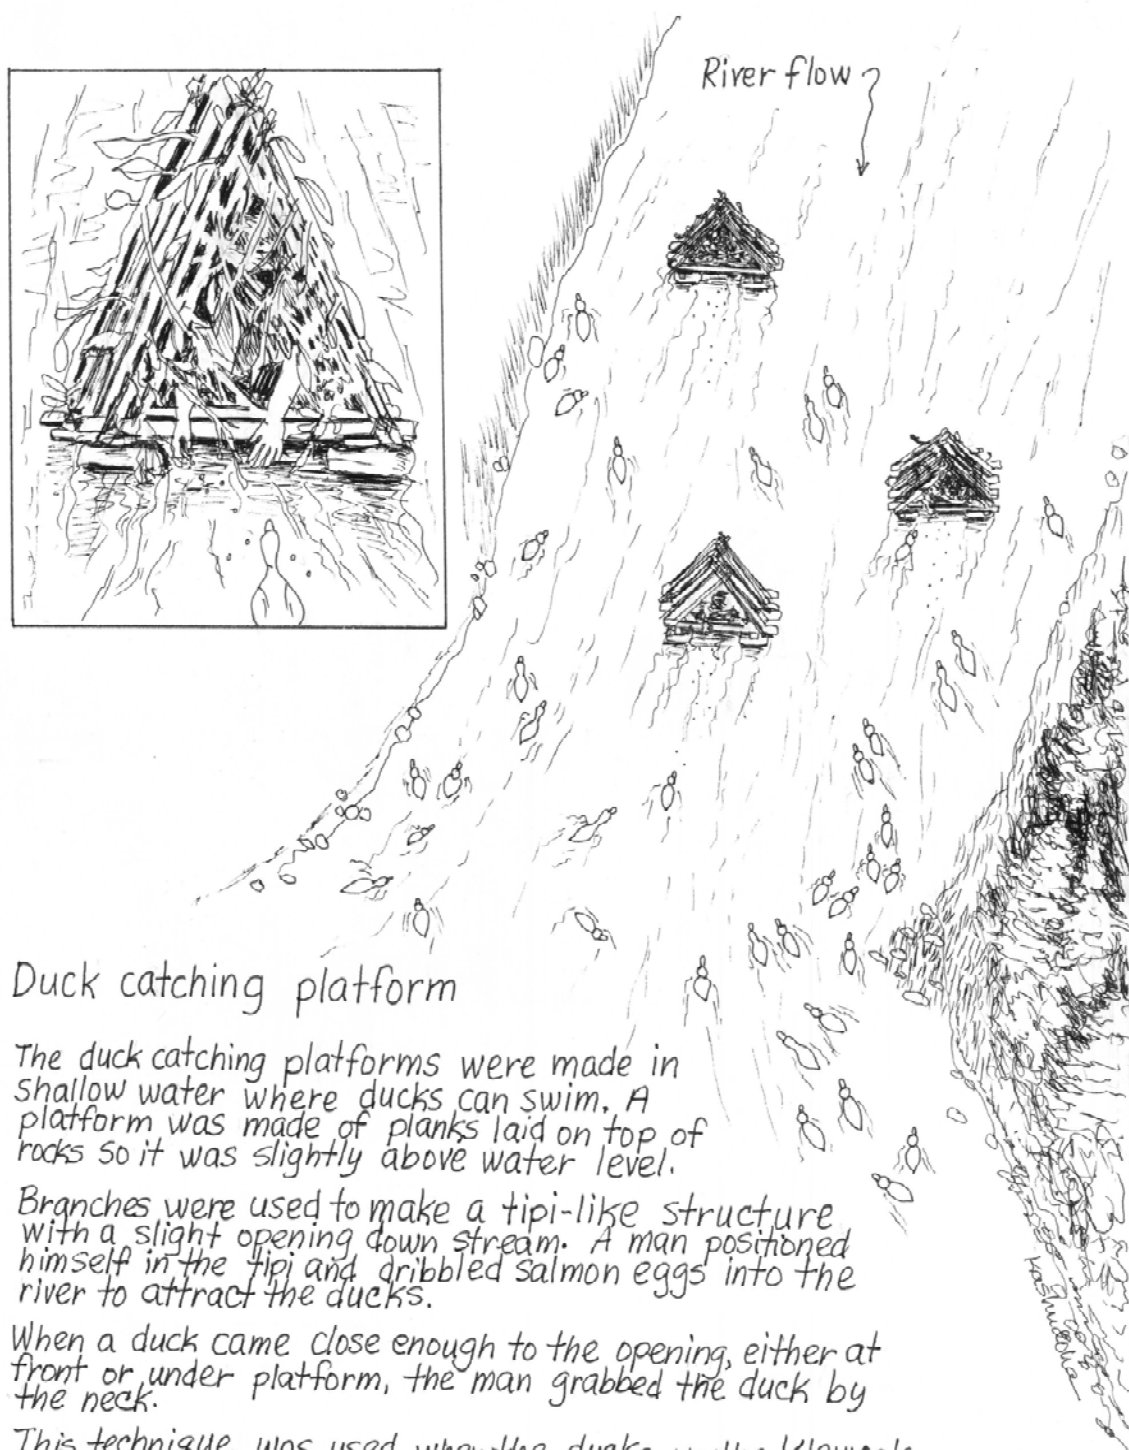 River flow
Duck catching platform
The duck catching platforms were made in
shallow water where ducks can swim. A
platform was made of planks laid on top of
rocks so it was slightly above water level.
Branches were used to make a tipi-like structure
with a slight opening down stream. A man positioned
himself in the tipi and dribbled salmon eggs into the
river to attract the ducks.
When a duck came close enough to the opening, either at
front or under platform, the man grabbed the duck by
the neck.
This technique was used when the ducks